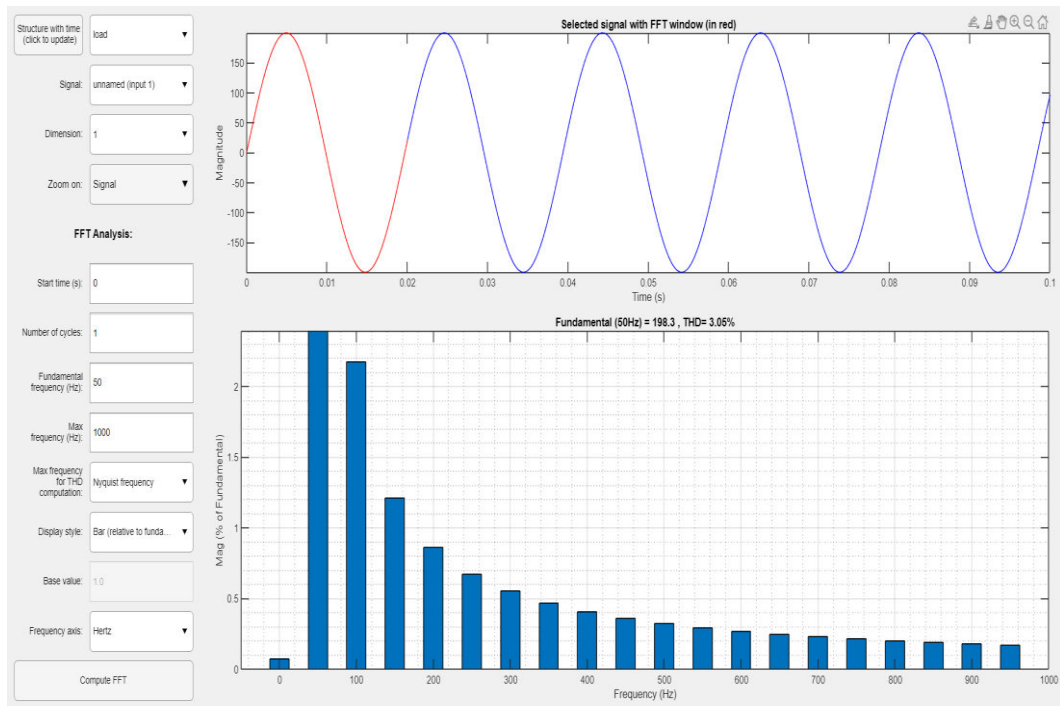 Structure with time
(click to update)
load
Signal:
unnamed (input 1)
Dimension:
1
Zoom on:
Signal
FFT Analysis:
Start time (s):
0
Number of cycles:
1
Fundamental
frequency (Hz):
50
Max
frequency (Hz):
1000
Max frequency
for THD
computation:
Nyquist frequency
Display style:
Bar (relative to funda...
Base value:
1.0
Frequency axis:
Hertz
Compute FFT
Selected signal with FFT window (in red)
Magnitude
150
100
50
0
-50
-100
-150
0 0.01 0.02 0.03 0.04 0.05 0.06 0.07 0.08 0.09 0.1
Time (s)
Fundamental (50Hz) = 198.3 , THD= 3.05%
Mag (% of Fundamental)
2
1.5
1
0.5
0
0 100 200 300 400 500 600 700 800 900 1000
Frequency (Hz)